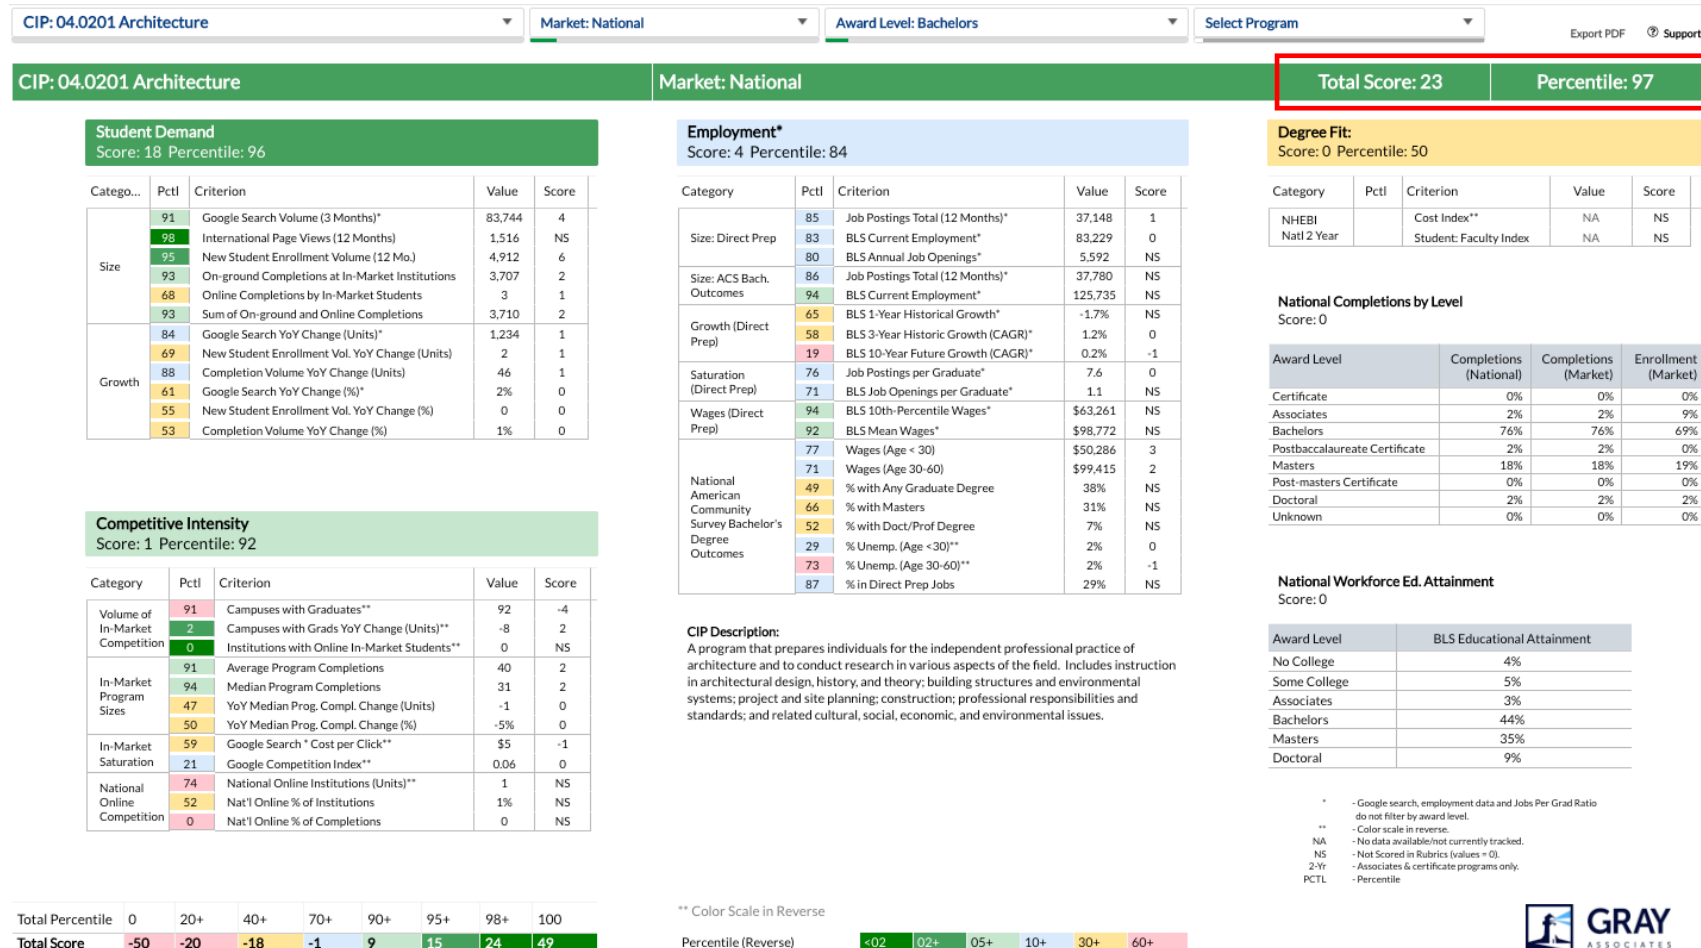 CIP: 04.0201 Architecture
Market: National
Award Level: Bachelors
Select Program
Export PDF
? Support
CIP: 04.0201 Architecture
Market: National
Total Score: 23
Percentile: 97
Student Demand
Score: 18 Percentile: 96
Catego... Pctl Criterion Value Score
Size
91 Google Search Volume (3 Months)* 83,744 4
98 International Page Views (12 Months) 1,516 NS
95 New Student Enrollment Volume (12 Mo.) 4,912 6
93 On-ground Completions at In-Market Institutions 3,707 2
68 Online Completions by In-Market Students 3 1
93 Sum of On-ground and Online Completions 3,710 2
Growth
84 Google Search YoY Change (Units)* 1,234 1
69 New Student Enrollment Vol. YoY Change (Units) 2 1
88 Completion Volume YoY Change (Units) 46 1
61 Google Search YoY Change (%)* 2% 0
55 New Student Enrollment Vol. YoY Change (%) 0 0
53 Completion Volume YoY Change (%) 1% 0
Competitive Intensity
Score: 1 Percentile: 92
Category Pctl Criterion Value Score
Volume of
In-Market
Competition
91 Campuses with Graduates** 92 -4
2 Campuses with Grads YoY Change (Units)** -8 2
0 Institutions with Online In-Market Students** 0 NS
In-Market
Program
Sizes
91 Average Program Completions 40 2
94 Median Program Completions 31 2
47 YoY Median Prog. Compl. Change (Units) -1 0
50 YoY Median Prog. Compl. Change (%) -5% 0
In-Market
Saturation
59 Google Search * Cost per Click** $5 -1
21 Google Competition Index** 0.06 0
National
Online
Competition
74 National Online Institutions (Units)** 1 NS
52 Nat'l Online % of Institutions 1% NS
0 Nat'l Online % of Completions 0 NS
Total Percentile 0 20+ 40+ 70+ 90+ 95+ 98+ 100
Total Score -50 -20 -18 -1 9 15 24 49
Employment*
Score: 4 Percentile: 84
Category Pctl Criterion Value Score
Size: Direct Prep
85 Job Postings Total (12 Months)* 37,148 1
83 BLS Current Employment* 83,229 0
80 BLS Annual Job Openings* 5,592 NS
Size: ACS Bach.
Outcomes
86 Job Postings Total (12 Months)* 37,780 NS
94 BLS Current Employment* 125,735 NS
Growth (Direct
Prep)
65 BLS 1-Year Historical Growth* -1.7% NS
58 BLS 3-Year Historic Growth (CAGR)* 1.2% 0
19 BLS 10-Year Future Growth (CAGR)* 0.2% -1
Saturation
(Direct Prep)
76 Job Postings per Graduate* 7.6 0
71 BLS Job Openings per Graduate* 1.1 NS
Wages (Direct
Prep)
94 BLS 10th-Percentile Wages* $63,261 NS
92 BLS Mean Wages* $98,772 NS
National
American
Community
Survey Bachelor's
Degree
Outcomes
77 Wages (Age < 30) $50,286 3
71 Wages (Age 30-60) $99,415 2
49 % with Any Graduate Degree 38% NS
66 % with Masters 31% NS
52 % with Doct/Prof Degree 7% NS
29 % Unemp. (Age <30)** 2% 0
73 % Unemp. (Age 30-60)** 2% -1
87 % in Direct Prep Jobs 29% NS
CIP Description:
A program that prepares individuals for the independent professional practice of
architecture and to conduct research in various aspects of the field. Includes instruction
in architectural design, history, and theory; building structures and environmental
systems; project and site planning; construction; professional responsibilities and
standards; and related cultural, social, economic, and environmental issues.
** Color Scale in Reverse
Percentile (Reverse) <02 02+ 05+ 10+ 30+ 60+
Degree Fit:
Score: 0 Percentile: 50
Category Pctl Criterion Value Score
NHEBI
Natl 2 Year
Cost Index** NA NS
Student: Faculty Index NA NS
National Completions by Level
Score: 0
Award Level Completions (National) Completions (Market) Enrollment (Market)
Certificate 0% 0% 0%
Associates 2% 2% 9%
Bachelors 76% 76% 69%
Postbaccalaureate Certificate 2% 2% 0%
Masters 18% 18% 19%
Post-masters Certificate 0% 0% 0%
Doctoral 2% 2% 2%
Unknown 0% 0% 0%
National Workforce Ed. Attainment
Score: 0
Award Level BLS Educational Attainment
No College 4%
Some College 5%
Associates 3%
Bachelors 44%
Masters 35%
Doctoral 9%
* - Google search, employment data and Jobs Per Grad Ratio
do not filter by award level.
** - Color scale in reverse.
NA - No data available/not currently tracked.
NS - Not Scored in Rubrics (values = 0).
2-Yr - Associates & certificate programs only.
PCTL - Percentile
GRAY
ASSOCIATES